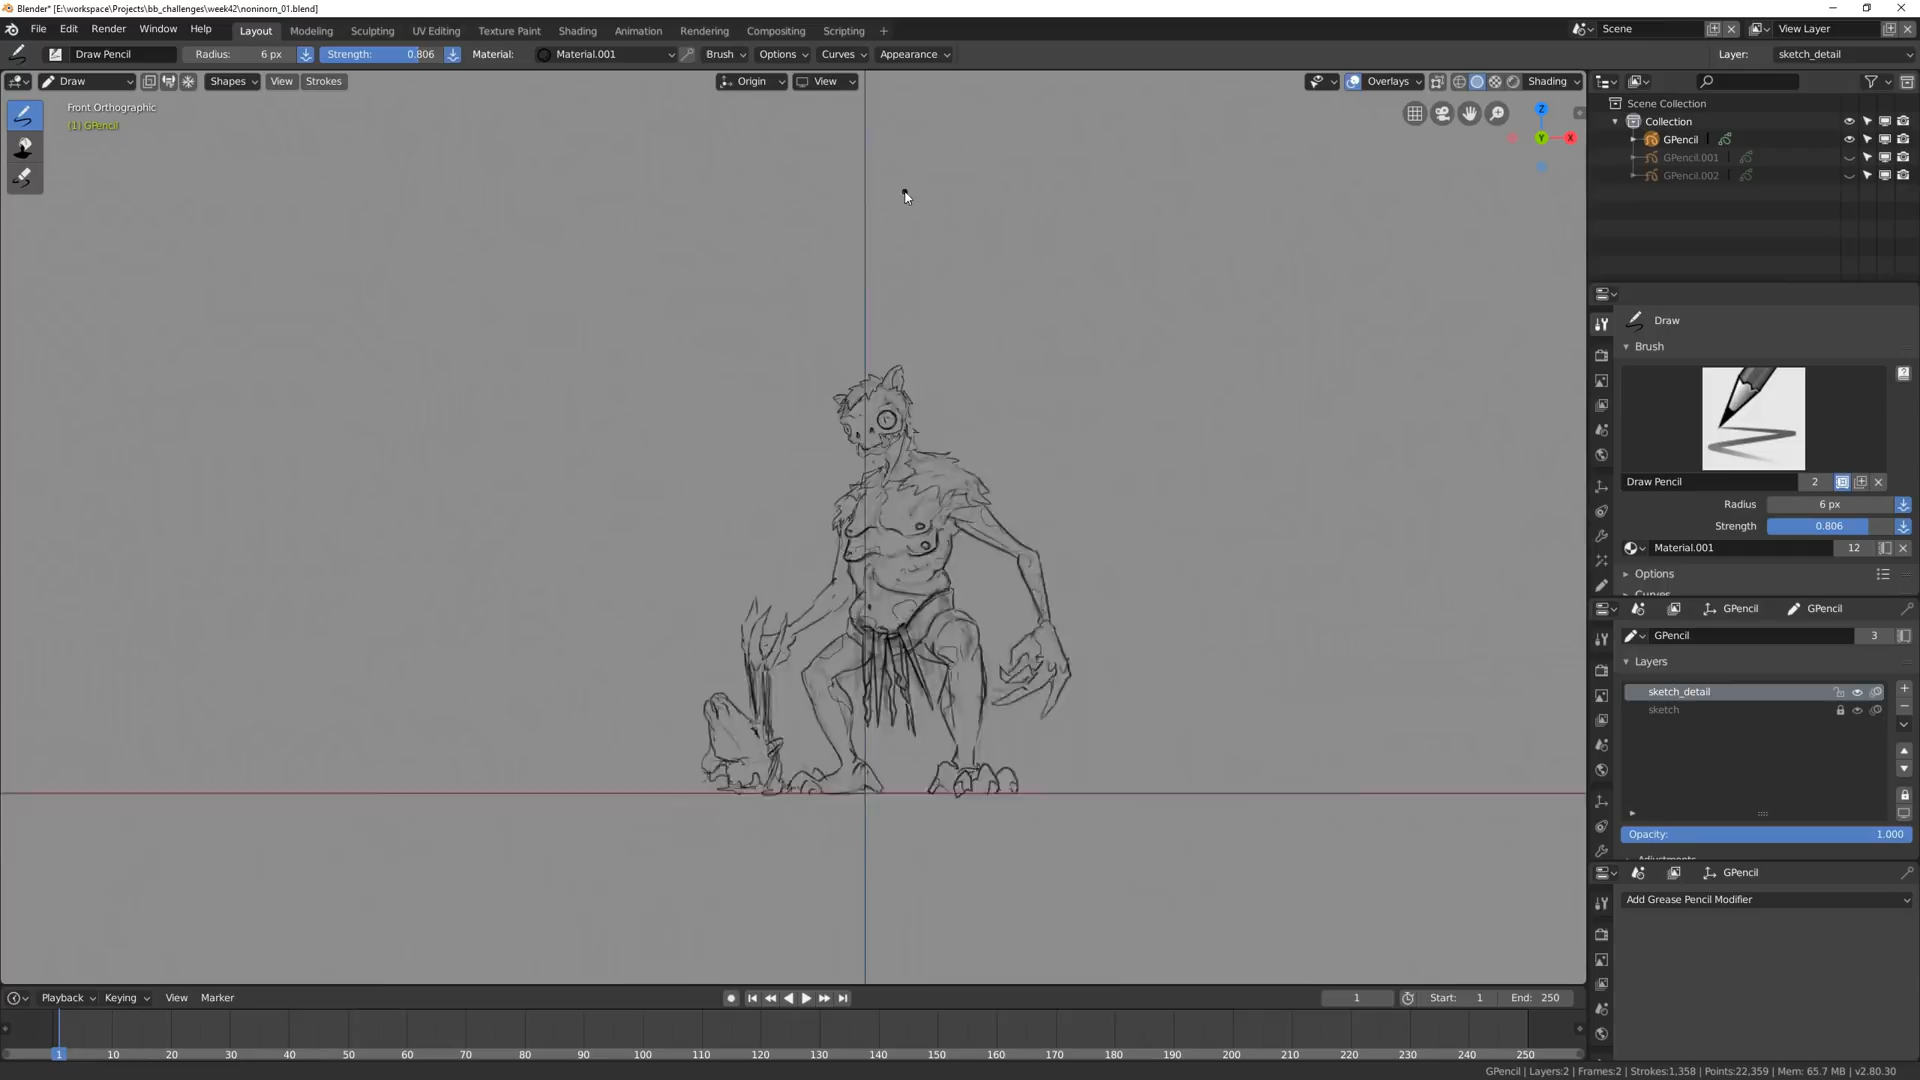 Blender* [E:\workspace\Projects\bb_challenges\week42\noninorn_01.blend]
File Edit Render Window Help Layout Modeling Sculpting UV Editing Texture Paint Shading Animation Rendering Compositing Scripting + Scene View Layer
Draw Pencil Radius: 6 px Strength: 0.806 Material: Material.001 Brush Options Curves Appearance Layer: sketch_detail
Draw Shapes View Strokes Origin View Overlays Shading
Front Orthographic
(1) GPencil
Z
Y X
Scene Collection
Collection
GPencil
GPencil.001
GPencil.002
Draw
Brush
Draw Pencil 2
Radius 6 px
Strength 0.806
Material.001 12
Options
Curves
GPencil GPencil
GPencil 3
Layers
sketch_detail
sketch
Opacity: 1.000
Adjustments
GPencil
Add Grease Pencil Modifier
Playback Keying View Marker 1 Start: 1 End: 250
1 10 20 30 40 50 60 70 80 90 100 110 120 130 140 150 160 170 180 190 200 210 220 230 240 250
GPencil | Layers:2 | Frames:2 | Strokes:1,358 | Points:22,359 | Mem: 65.7 MB | v2.80.30